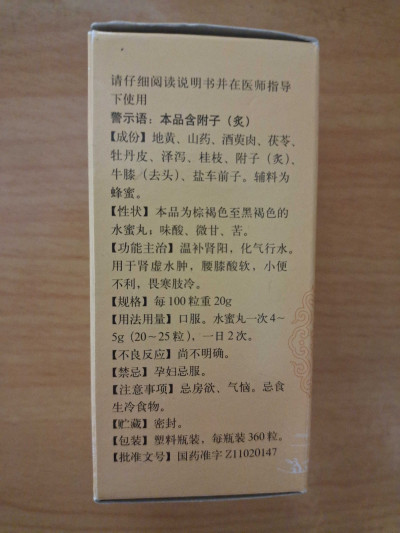 请仔细阅读说明书并在医师指导
下使用
警示语：本品含附子（炙）
【成份】地黄、山药、酒萸肉、茯苓、
牡丹皮、泽泻、桂枝、附子（炙）、
牛膝（去头）、盐车前子。辅料为
蜂蜜。
【性状】本品为棕褐色至黑褐色的
水蜜丸；味酸、微甘、苦。
【功能主治】温补肾阳，化气行水。
用于肾虚水肿，腰膝酸软，小便
不利，畏寒肢冷。
【规格】每100粒重20g
【用法用量】口服。水蜜丸一次4~
5g（20~25粒），一日2次。
【不良反应】尚不明确。
【禁忌】孕妇忌服。
【注意事项】忌房欲、气恼。忌食
生冷食物。
【贮藏】密封。
【包装】塑料瓶装，每瓶装360粒。
【批准文号】国药准字Z11020147